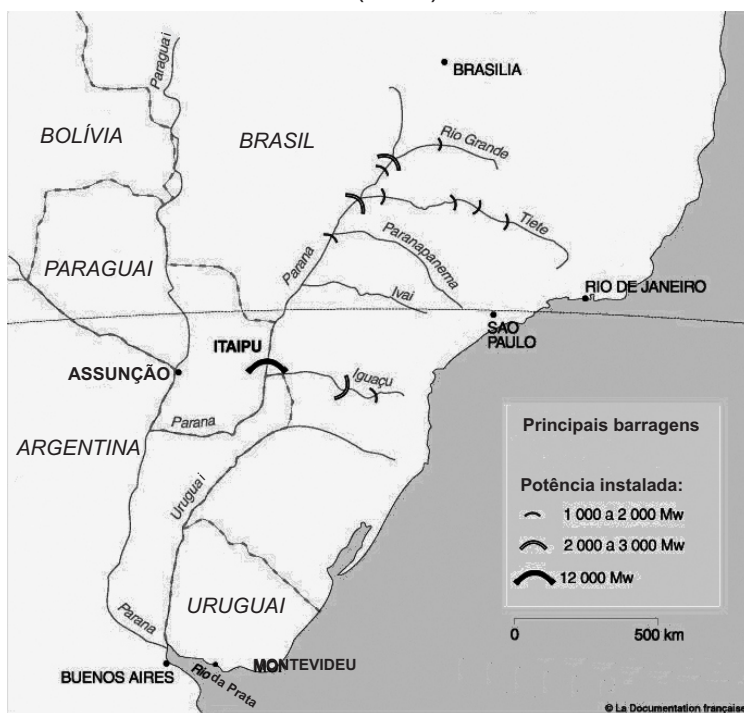 BRASILIA
Paraguai
BOLÍVIA
BRASIL
Rio Grande
Tiete
Paranapanema
PARAGUAI
Parana
Ivai
RIO DE JANEIRO
SAO
PAULO
ITAIPU
ASSUNÇÃO
Iguaçu
Parana
ARGENTINA
Uruguai
Principais barragens
Potência instalada:
1 000 a 2 000 Mw
2 000 a 3 000 Mw
12 000 Mw
0 500 km
URUGUAI
Parana
BUENOS AIRES
Rio da Prata
MONTEVIDEU
© La Documentation française